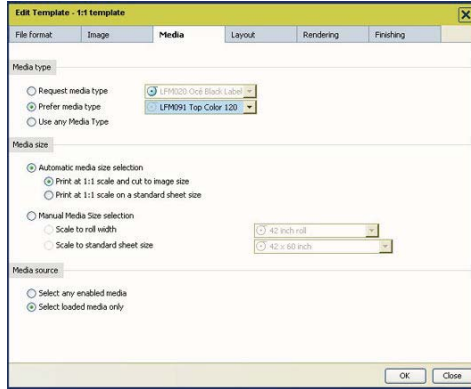 Edit Template - 1:1 template
File format Image Media Layout Rendering Finishing
Media type
Request media type LFM020 Océ Black Label
Prefer media type LFM091 Top Color 120
Use any Media Type
Media size
Automatic media size selection
Print at 1:1 scale and cut to image size
Print at 1:1 scale on a standard sheet size
Manual Media Size selection
Scale to roll width 42 inch roll
Scale to standard sheet size 42 x 60 inch
Media source
Select any enabled media
Select loaded media only
OK Close